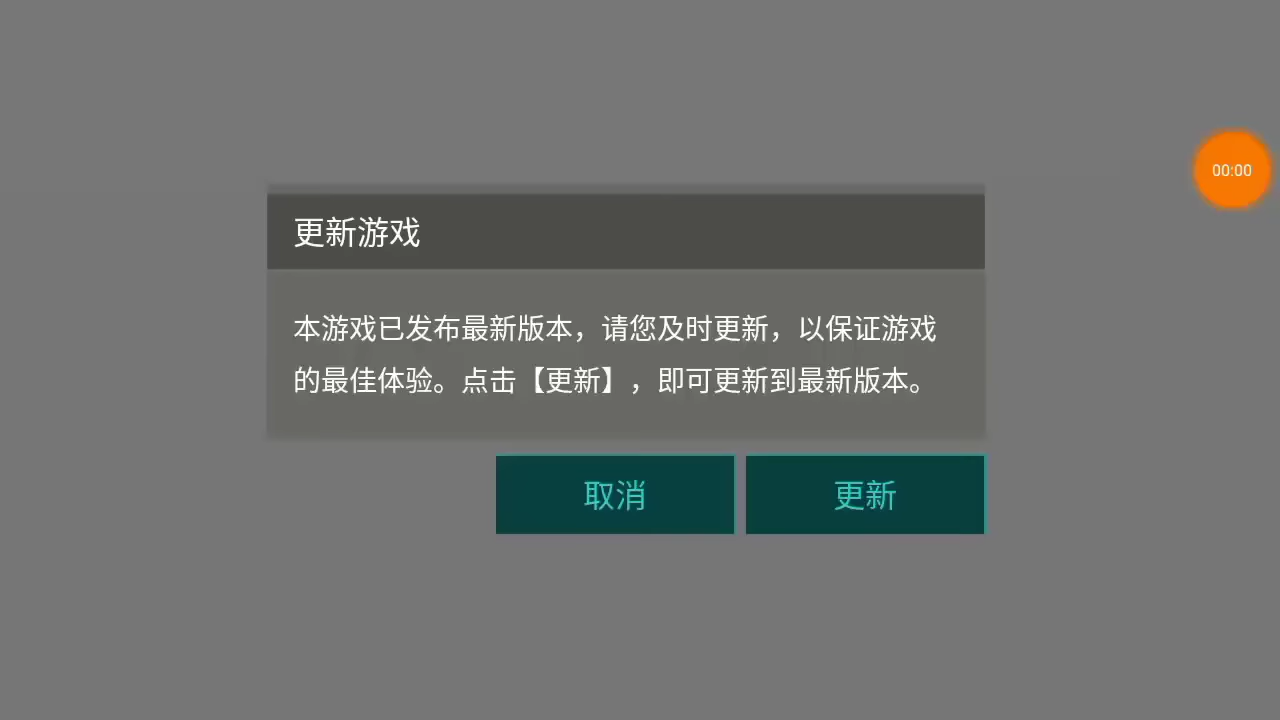 00:00
更新游戏
本游戏已发布最新版本，请您及时更新，以保证游戏
的最佳体验。点击【更新】，即可更新到最新版本。
取消
更新